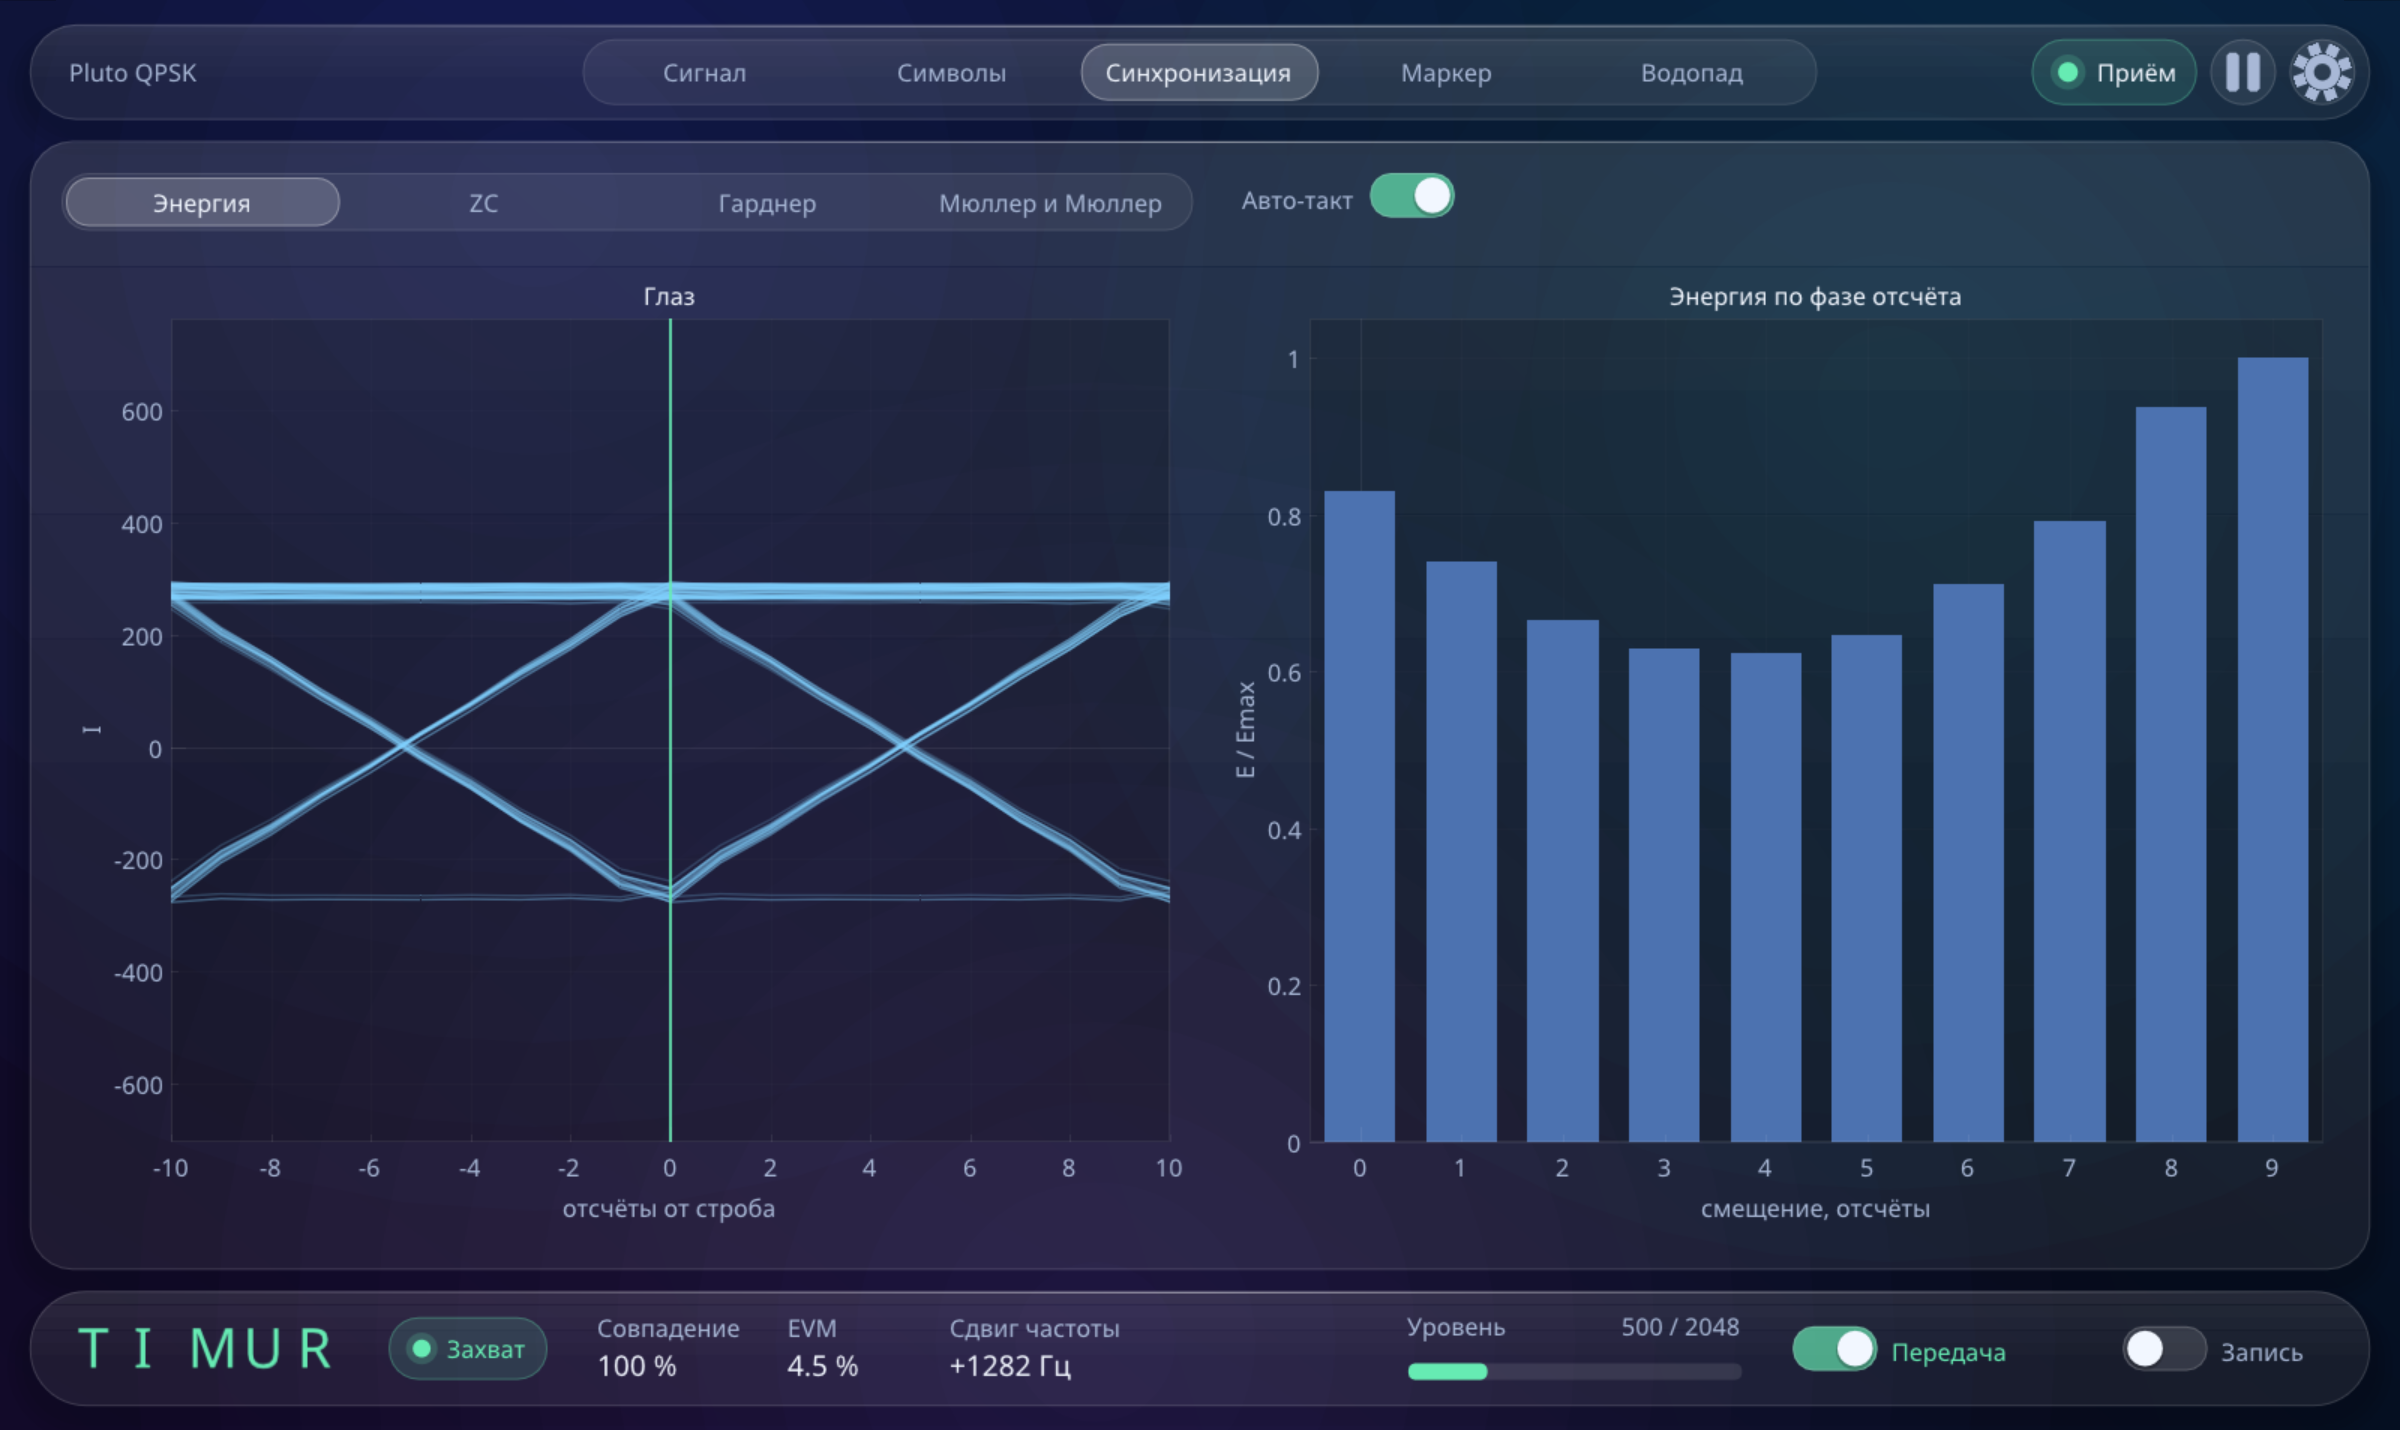 Pluto QPSK
Сигнал Символы Синхронизация Маркер Водопад
Приём
Энергия ZC Гарднер Мюллер и Мюллер Авто-такт
Глаз
600
400
200
0
-200
-400
-600
I
-10 -8 -6 -4 -2 0 2 4 6 8 10
отсчёты от строба
Энергия по фазе отсчёта
1
0.8
0.6
0.4
0.2
0
E / Emax
0 1 2 3 4 5 6 7 8 9
смещение, отсчёты
T I MUR
Захват
Совпадение
100 %
EVM
4.5 %
Сдвиг частоты
+1282 Гц
Уровень 500 / 2048
Передача
Запись